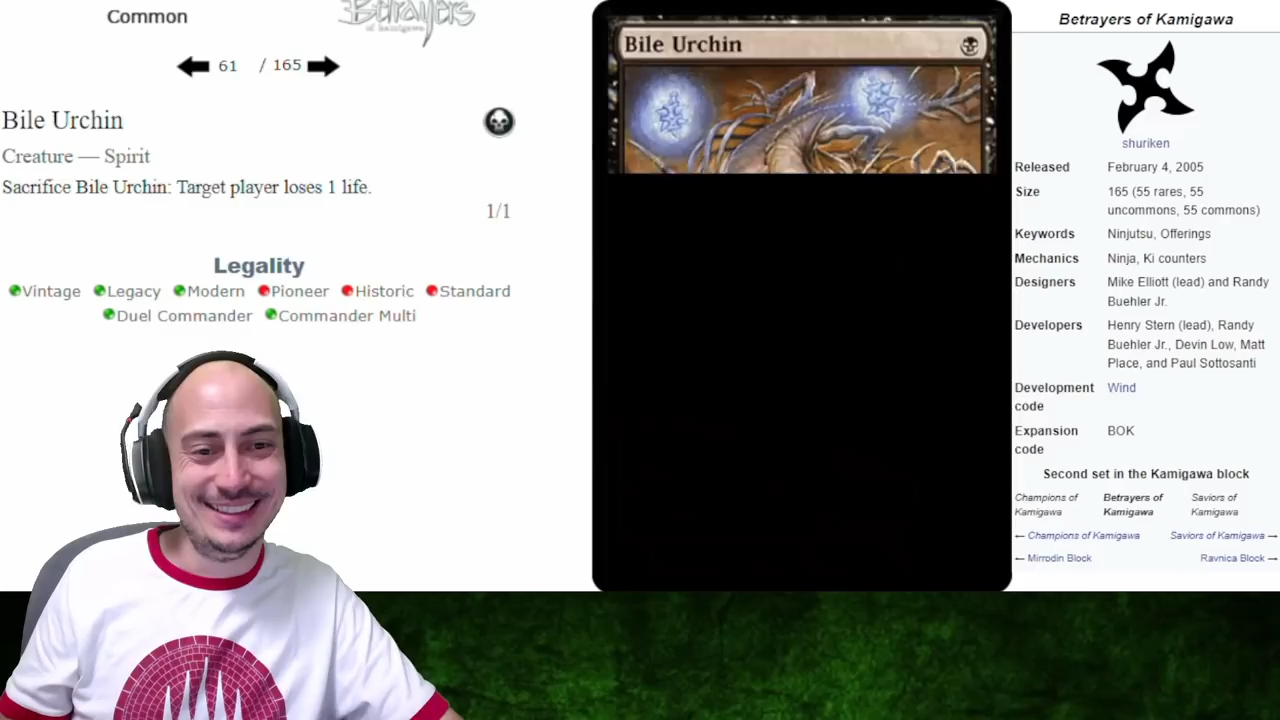 Common
Betrayers
of Kamigawa
61 / 165
Bile Urchin
Creature — Spirit
Sacrifice Bile Urchin: Target player loses 1 life.
1/1
Legality
Vintage Legacy Modern Pioneer Historic Standard
Duel Commander Commander Multi
Bile Urchin
Betrayers of Kamigawa
shuriken
Released February 4, 2005
Size 165 (55 rares, 55
uncommons, 55 commons)
Keywords Ninjutsu, Offerings
Mechanics Ninja, Ki counters
Designers Mike Elliott (lead) and Randy
Buehler Jr.
Developers Henry Stern (lead), Randy
Buehler Jr., Devin Low, Matt
Place, and Paul Sottosanti
Development Wind
code
Expansion BOK
code
Second set in the Kamigawa block
Champions of Betrayers of Saviors of
Kamigawa Kamigawa Kamigawa
← Champions of Kamigawa Saviors of Kamigawa →
← Mirrodin Block Ravnica Block →